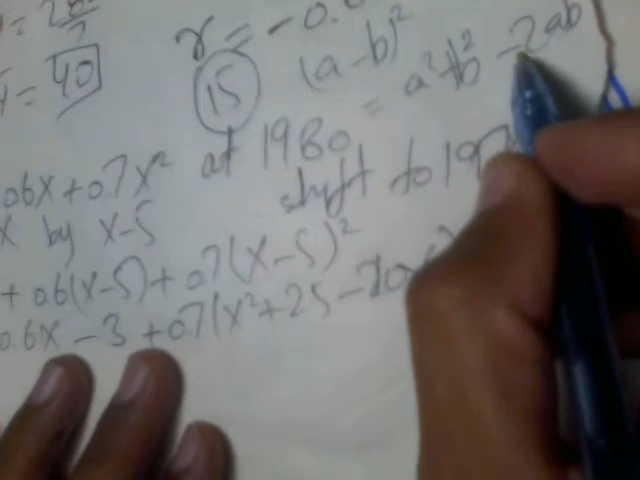 r = -0.
40
15
(a-b)²
= a²+b²-2ab
06x+0.7x² at 1980
shift to 197
x by x-5
+ 0.6(x-5)+0.7(x-5)²
0.6x -3 +0.7(x²+25-10